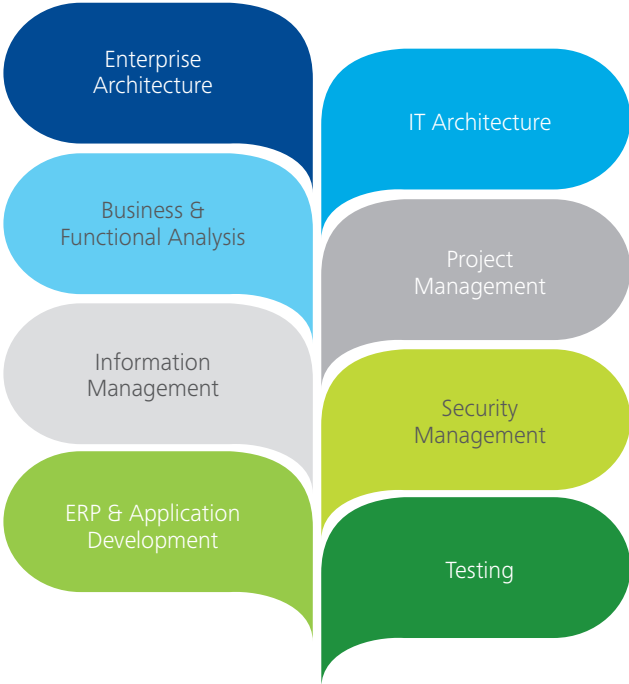 Enterprise
Architecture
IT Architecture
Business &
Functional Analysis
Project
Management
Information
Management
Security
Management
ERP & Application
Development
Testing